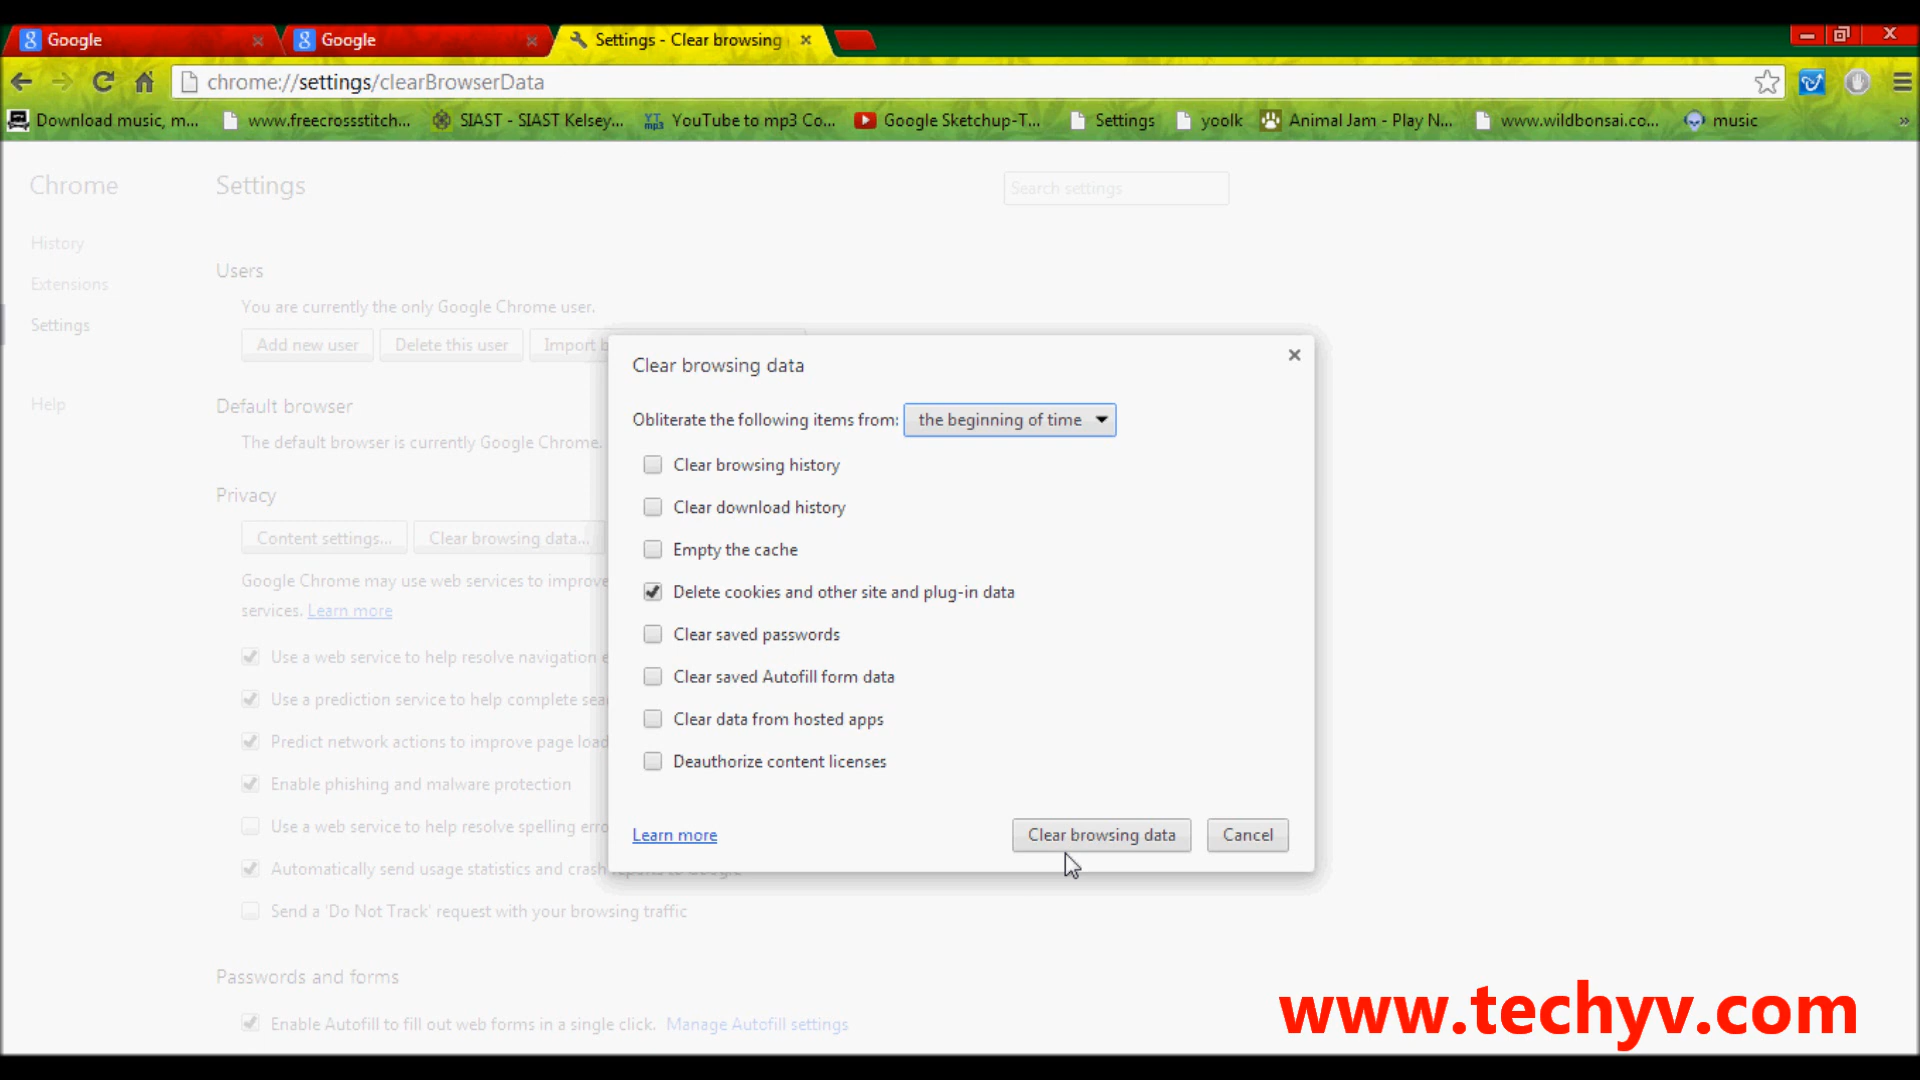 Google
Google
Settings - Clear browsing
chrome://settings/clearBrowserData
Download music, m...
www.freecrossstitch...
SIAST - SIAST Kelsey...
YouTube to mp3 Co...
Google Sketchup-T...
Settings
yoolk
Animal Jam - Play N...
www.wildbonsai.co...
music
»
Chrome
Settings
Search settings
History
Extensions
Settings
Help
Users
You are currently the only Google Chrome user.
Add new user
Delete this user
Import b
Default browser
The default browser is currently Google Chrome.
Privacy
Content settings...
Clear browsing data...
Google Chrome may use web services to improve
services. Learn more
Use a web service to help resolve navigation e
Use a prediction service to help complete sea
Predict network actions to improve page load
Enable phishing and malware protection
Use a web service to help resolve spelling erro
Automatically send usage statistics and crash reports to Google
Send a 'Do Not Track' request with your browsing traffic
Passwords and forms
Enable Autofill to fill out web forms in a single click. Manage Autofill settings
Clear browsing data
Obliterate the following items from: the beginning of time
Clear browsing history
Clear download history
Empty the cache
Delete cookies and other site and plug-in data
Clear saved passwords
Clear saved Autofill form data
Clear data from hosted apps
Deauthorize content licenses
Learn more
Clear browsing data
Cancel
www.techyv.com